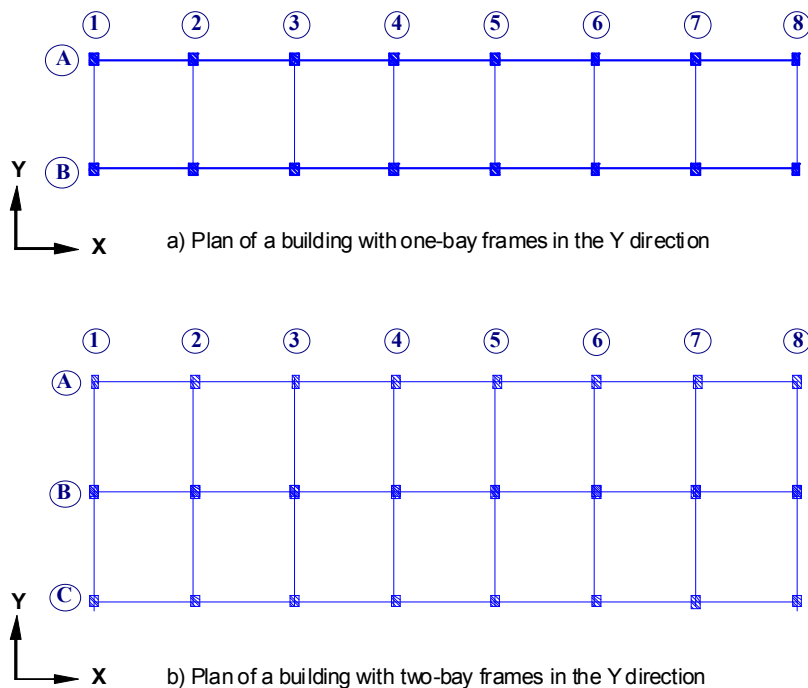 1 2 3 4 5 6 7 8
A
B
Y
X
a) Plan of a building with one-bay frames in the Y direction
1 2 3 4 5 6 7 8
A
B
C
Y
X
b) Plan of a building with two-bay frames in the Y direction